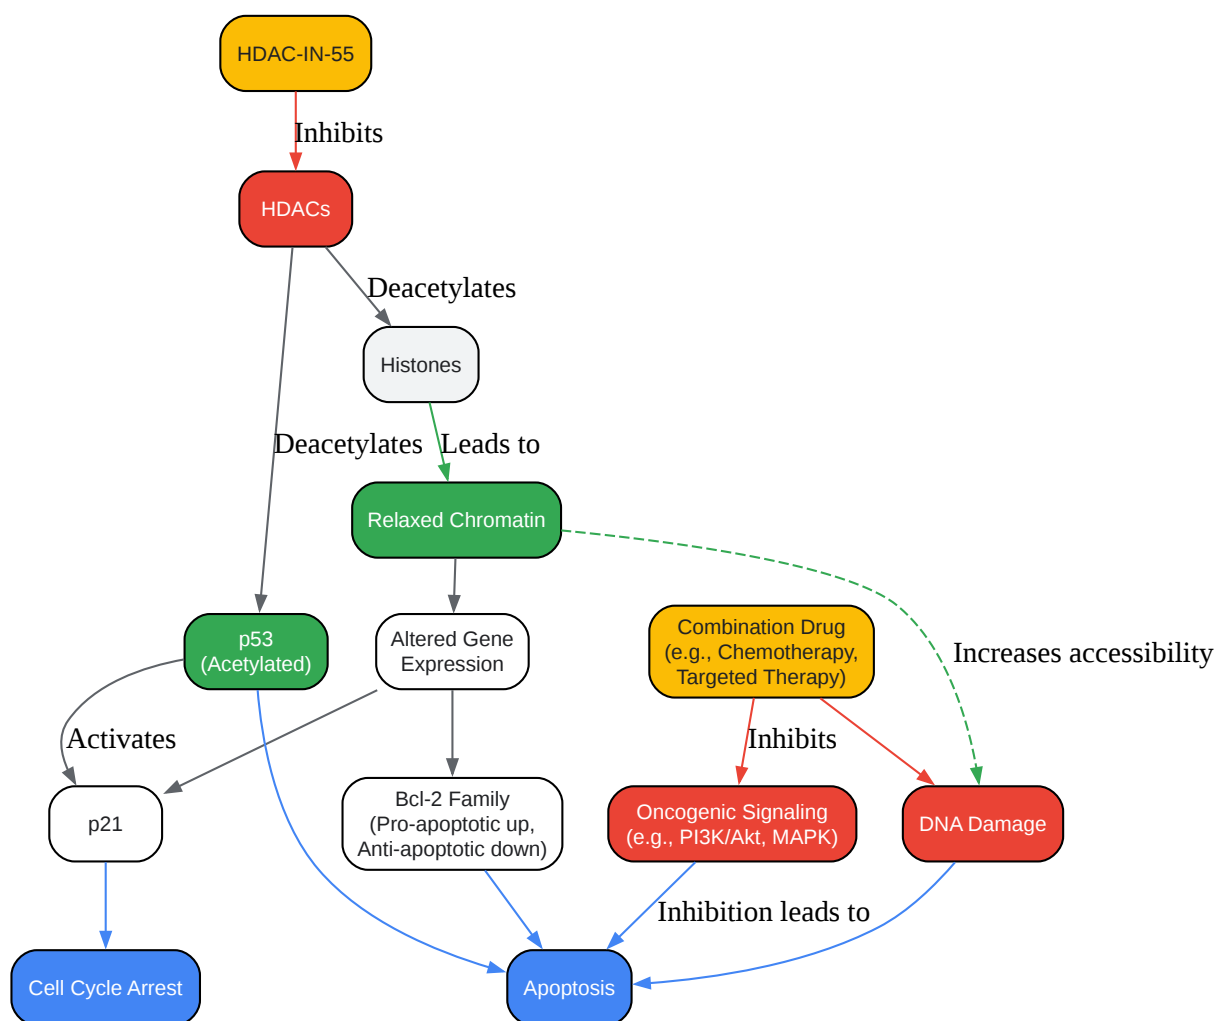 HDAC-IN-55
Inhibits
HDACs
Deacetylates
Histones
Deacetylates
Leads to
Relaxed Chromatin
p53
(Acetylated)
Altered Gene
Expression
Combination Drug
(e.g., Chemotherapy,
Targeted Therapy)
Increases accessibility
Activates
Inhibits
p21
Bcl-2 Family
(Pro-apoptotic up,
Anti-apoptotic down)
Oncogenic Signaling
(e.g., PI3K/Akt, MAPK)
DNA Damage
Inhibition leads to
Cell Cycle Arrest
Apoptosis